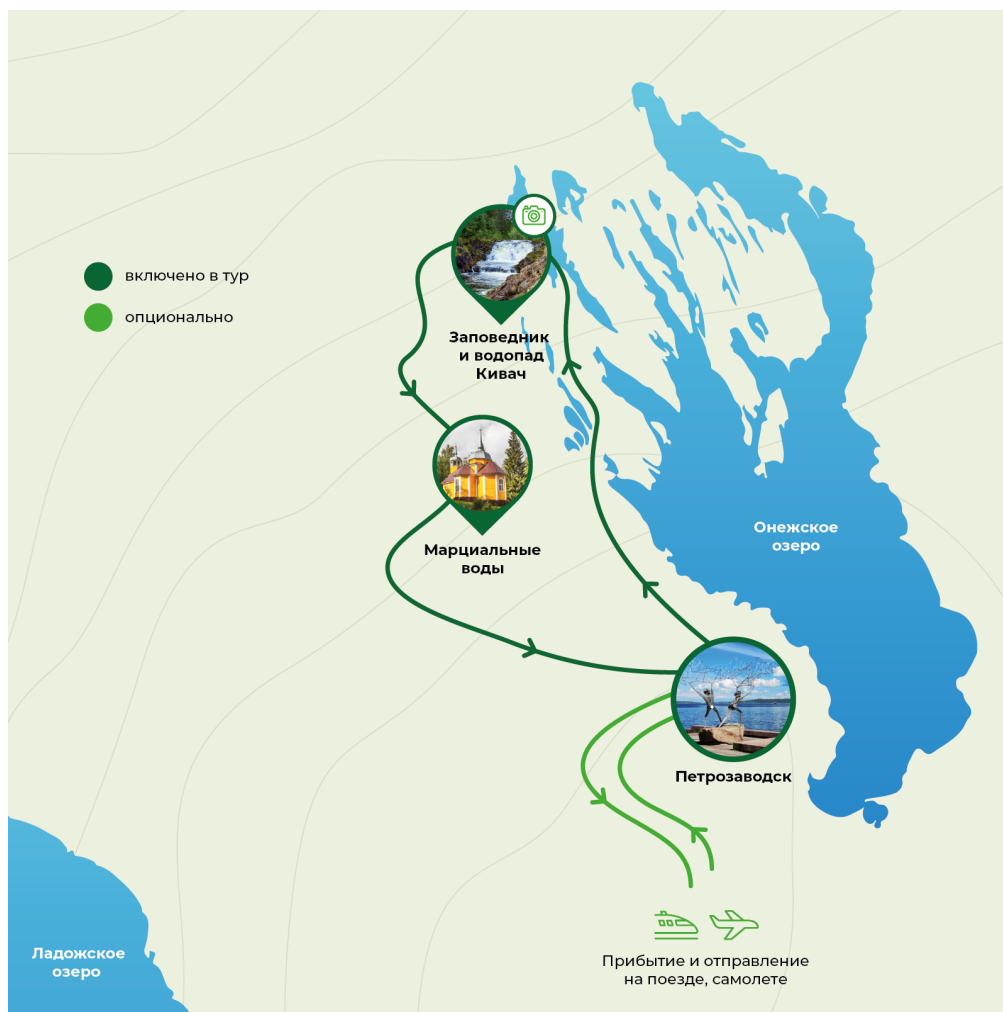 включено в тур
опционально
Заповедник
и водопад
Кивач
Марциальные
воды
Онежское
озеро
Петрозаводск
Ладожское
озеро
Прибытие и отправление
на поезде, самолете